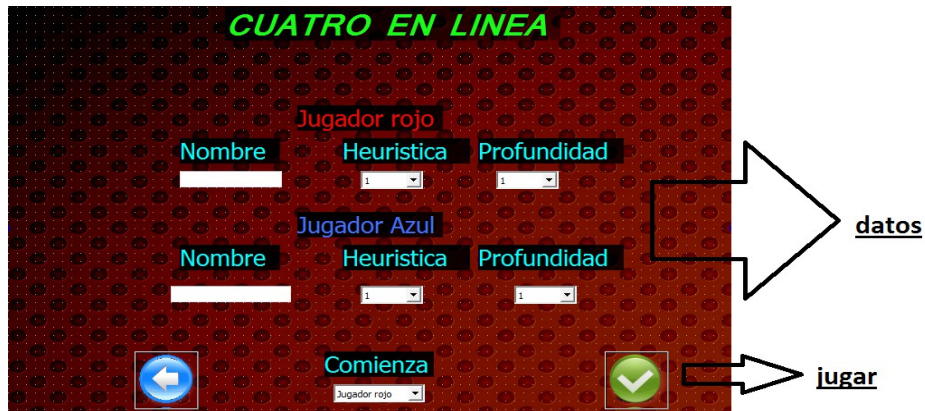 CUATRO EN LINEA
Jugador rojo
Nombre Heuristica Profundidad
1 1
Jugador Azul
Nombre Heuristica Profundidad
1 1
datos
Comienza
Jugador rojo
jugar